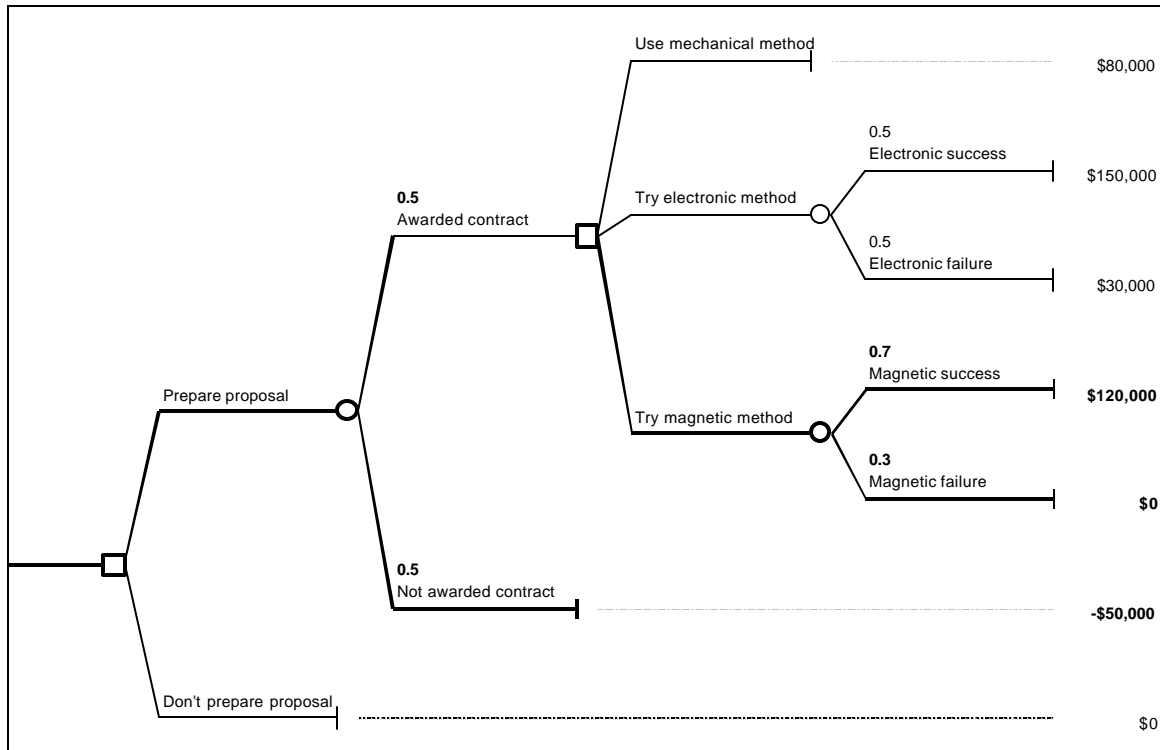 Use mechanical method
$80,000
0.5
Electronic success
$150,000
Try electronic method
0.5
Awarded contract
0.5
Electronic failure
$30,000
0.7
Magnetic success
$120,000
Prepare proposal
Try magnetic method
0.3
Magnetic failure
$0
0.5
Not awarded contract
-$50,000
Don't prepare proposal
$0